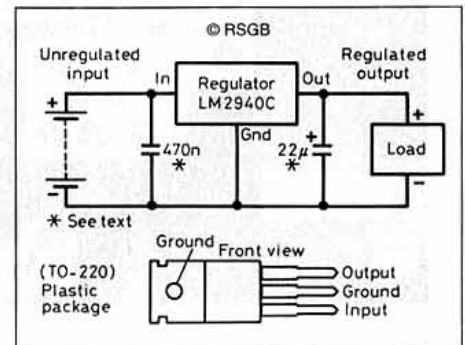 © RSGB
Unregulated input
Regulated output
In
Regulator LM2940C
Out
Gnd
+
470n
*
22µ
+
*
+
Load
−
* See text
Ground
Front view
(TO-220)
Plastic package
Output
Ground
Input